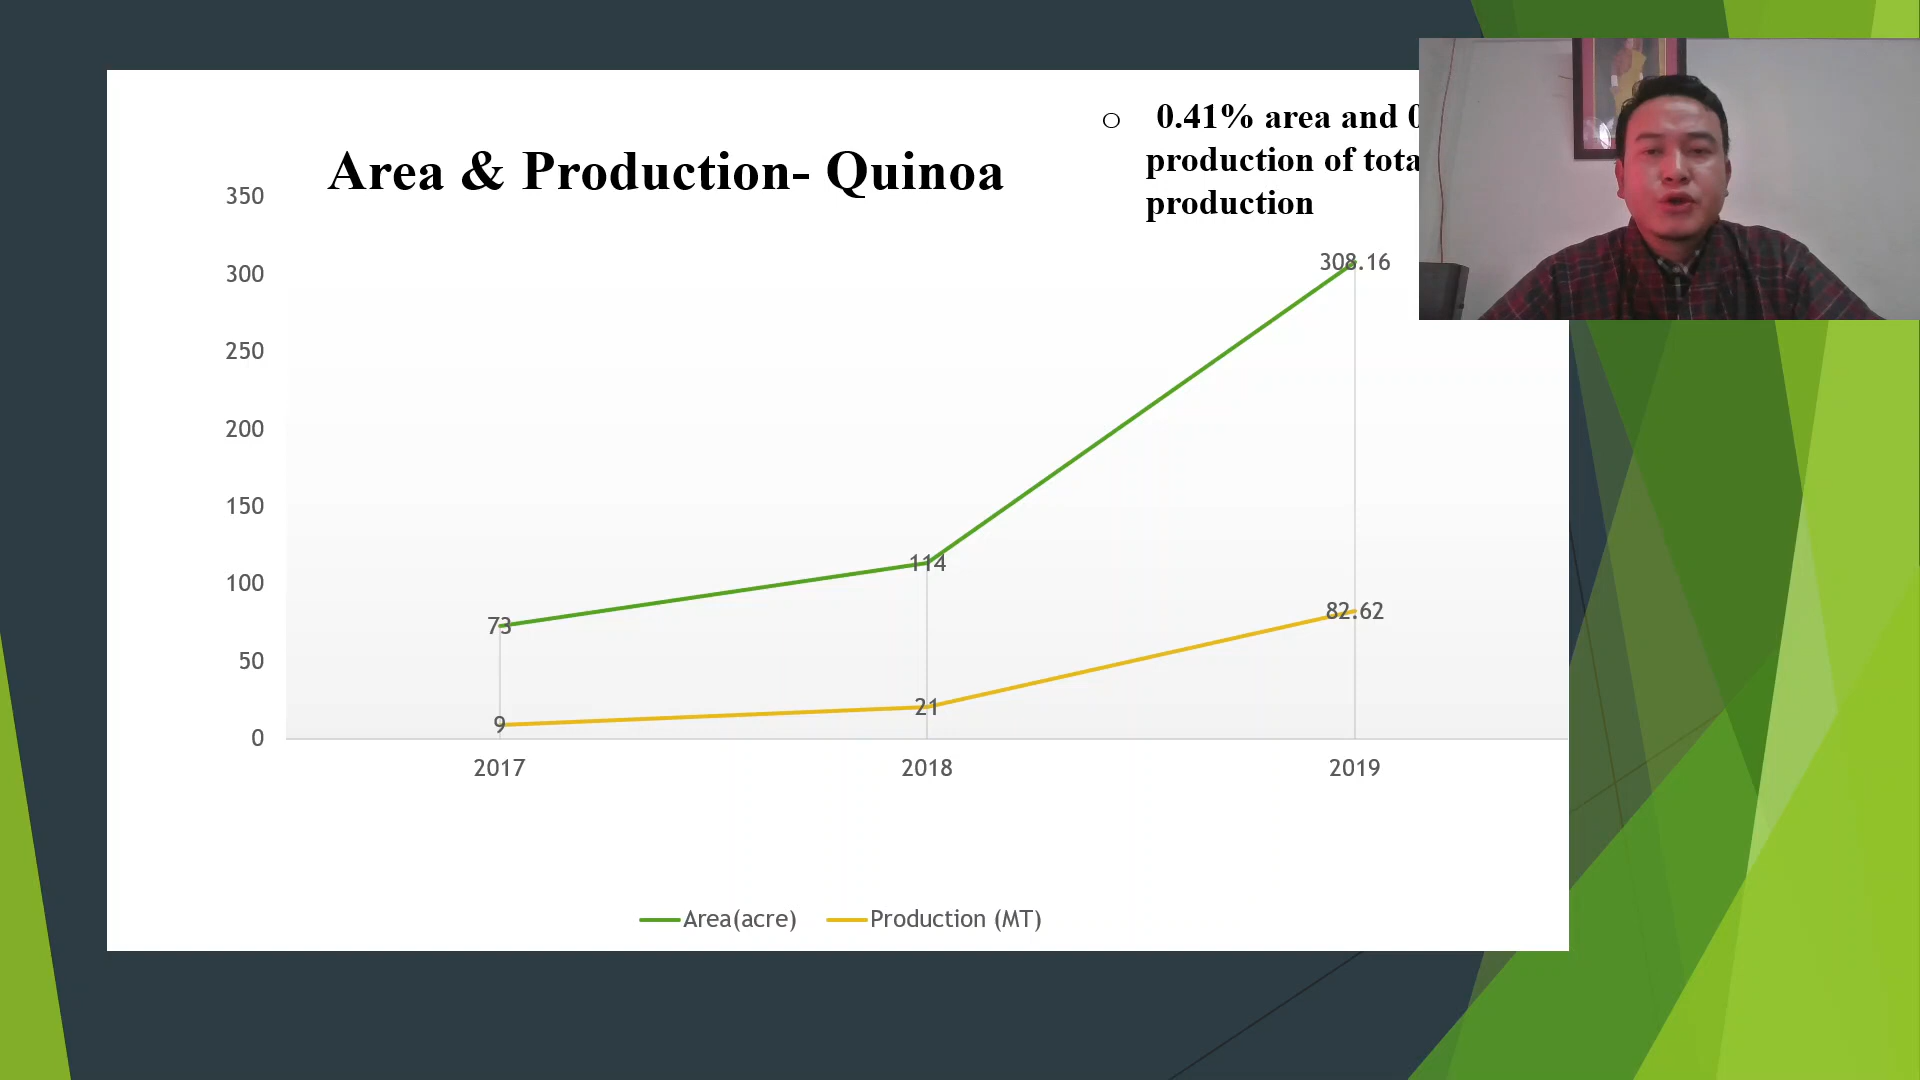 0.41% area and
production of
production
Area & Production- Quinoa
350
300
250
200
150
100
50
0
308.16
114
73
82.62
21
9
2017 2018 2019
Area(acre) Production (MT)